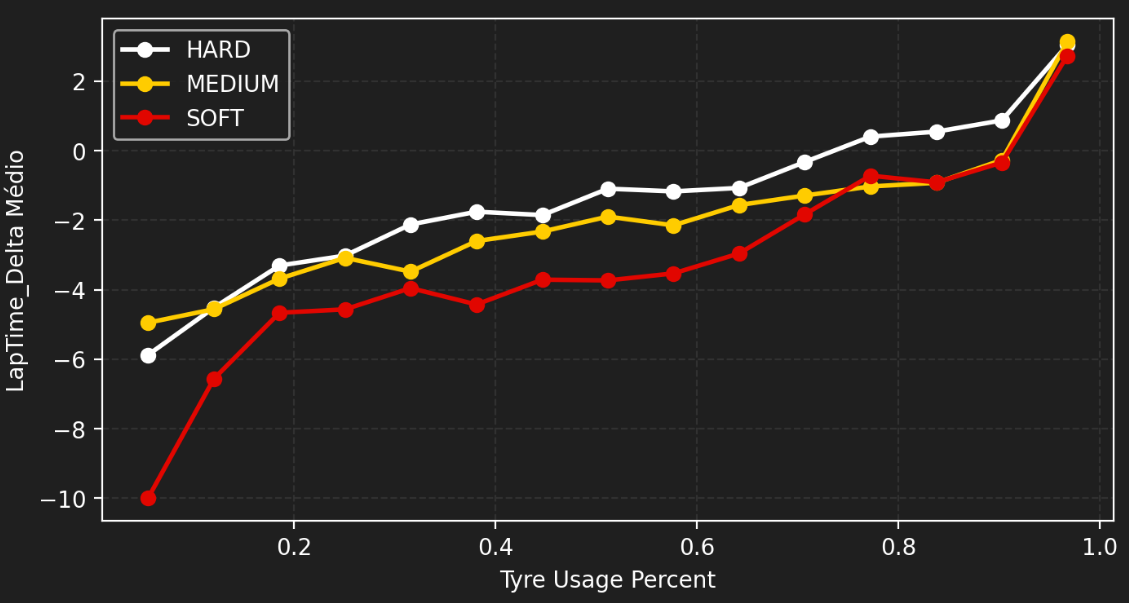 HARD
MEDIUM
SOFT
LapTime_Delta Médio
2
0
−2
−4
−6
−8
−10
0.2
0.4
0.6
0.8
1.0
Tyre Usage Percent